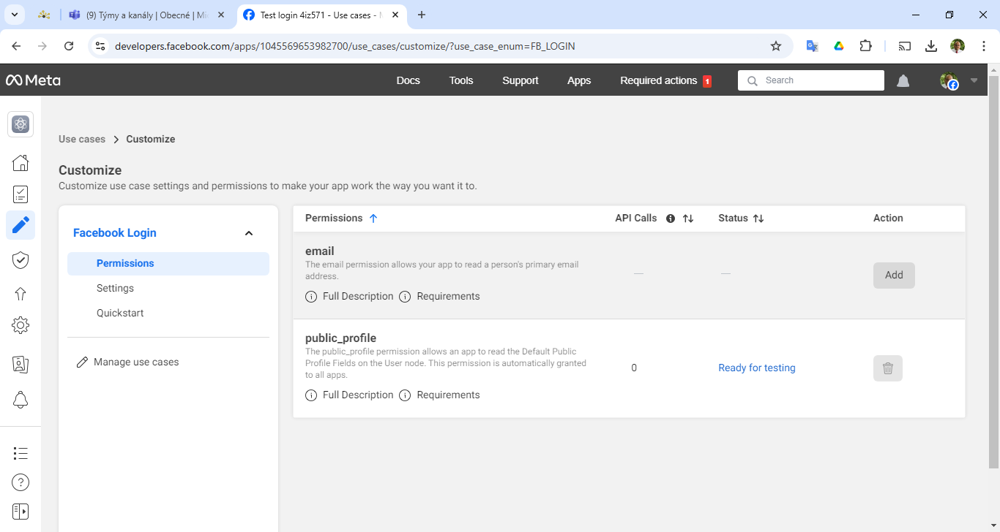 (9) Týmy a kanály | Obecné | Mic
Test login 4iz571 - Use cases -
developers.facebook.com/apps/1045569653982700/use_cases/customize/?use_case_enum=FB_LOGIN
Meta
Docs
Tools
Support
Apps
Required actions 1
Search
Use cases > Customize
Customize
Customize use case settings and permissions to make your app work the way you want it to.
Facebook Login
Permissions
Settings
Quickstart
Manage use cases
Permissions
API Calls
Status
Action
email
The email permission allows your app to read a person's primary email
address.
Full Description
Requirements
—
—
Add
public_profile
The public_profile permission allows an app to read the Default Public
Profile Fields on the User node. This permission is automatically granted
to all apps.
Full Description
Requirements
0
Ready for testing